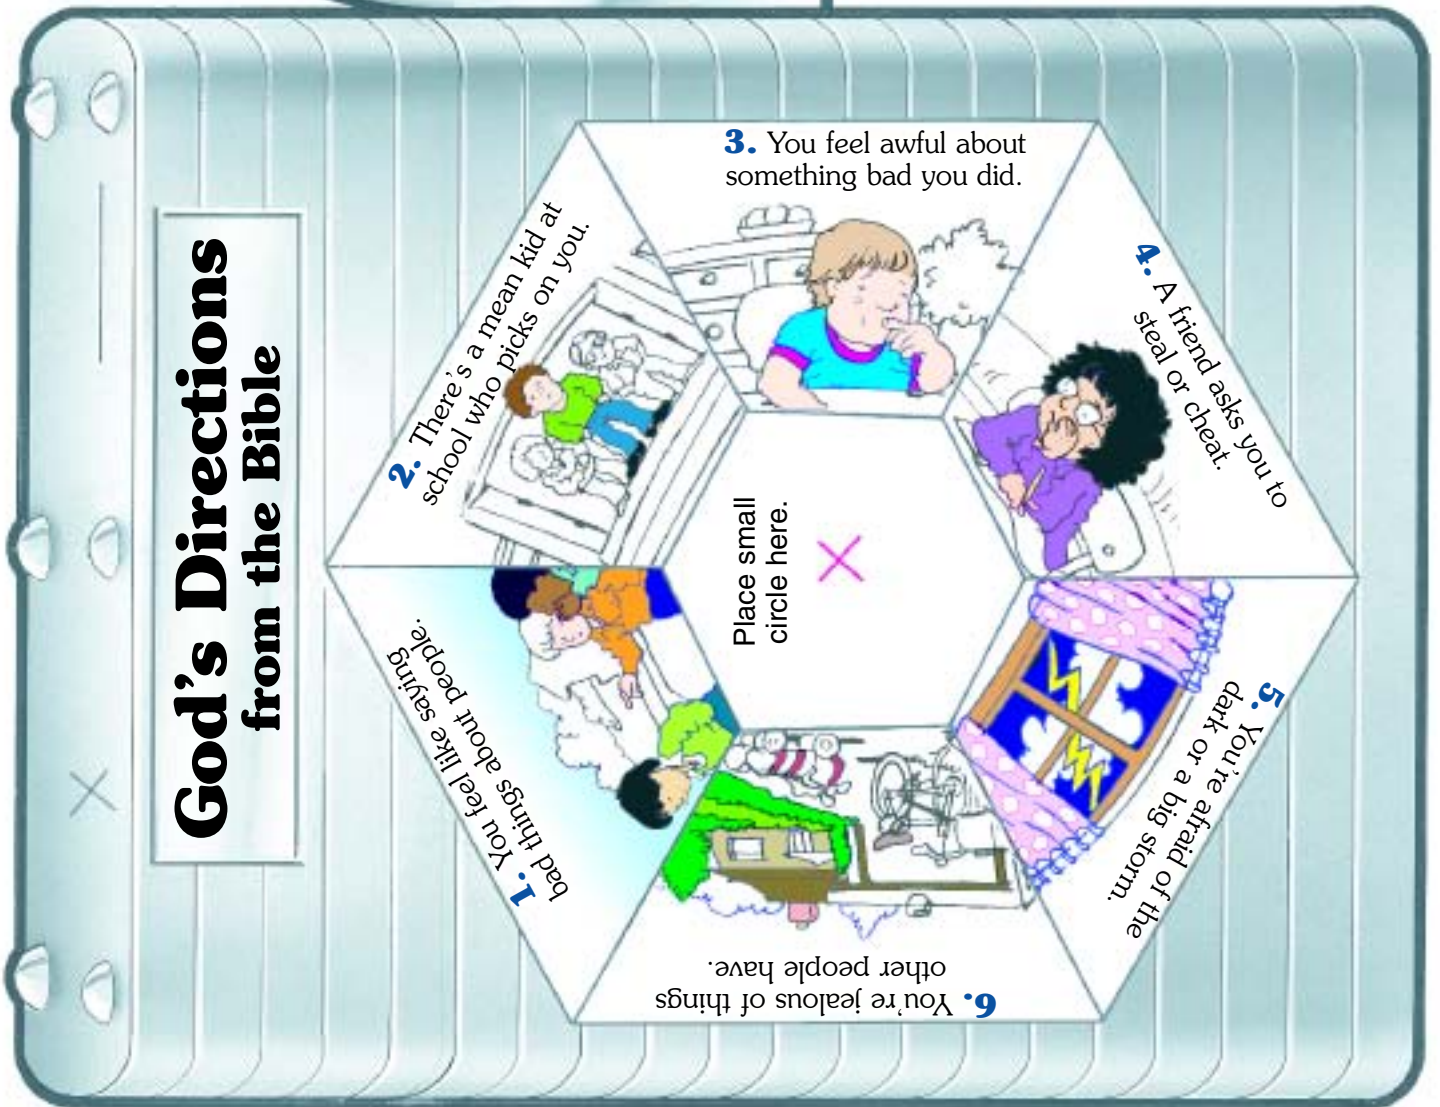 God's Directions
from the Bible
1. You feel like saying
bad things about people.
2. There's a mean kid at
school who picks on you.
3. You feel awful about
something bad you did.
4. A friend asks you to
steal or cheat.
5. You're afraid of the
dark or a big storm.
6. You're jealous of things
other people have.
Place small
circle here.